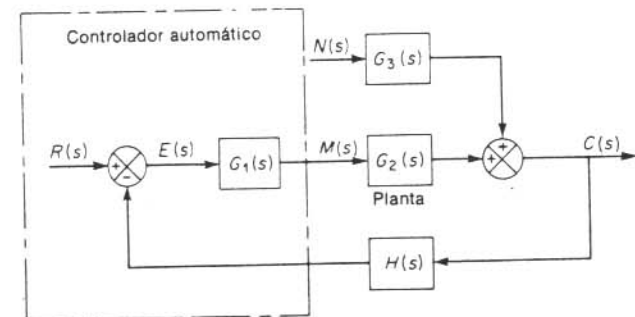 Controlador automático
N(s)
G₃(s)
R(s)
+
−
E(s)
G₁(s)
M(s)
G₂(s)
Planta
+
+
C(s)
H(s)